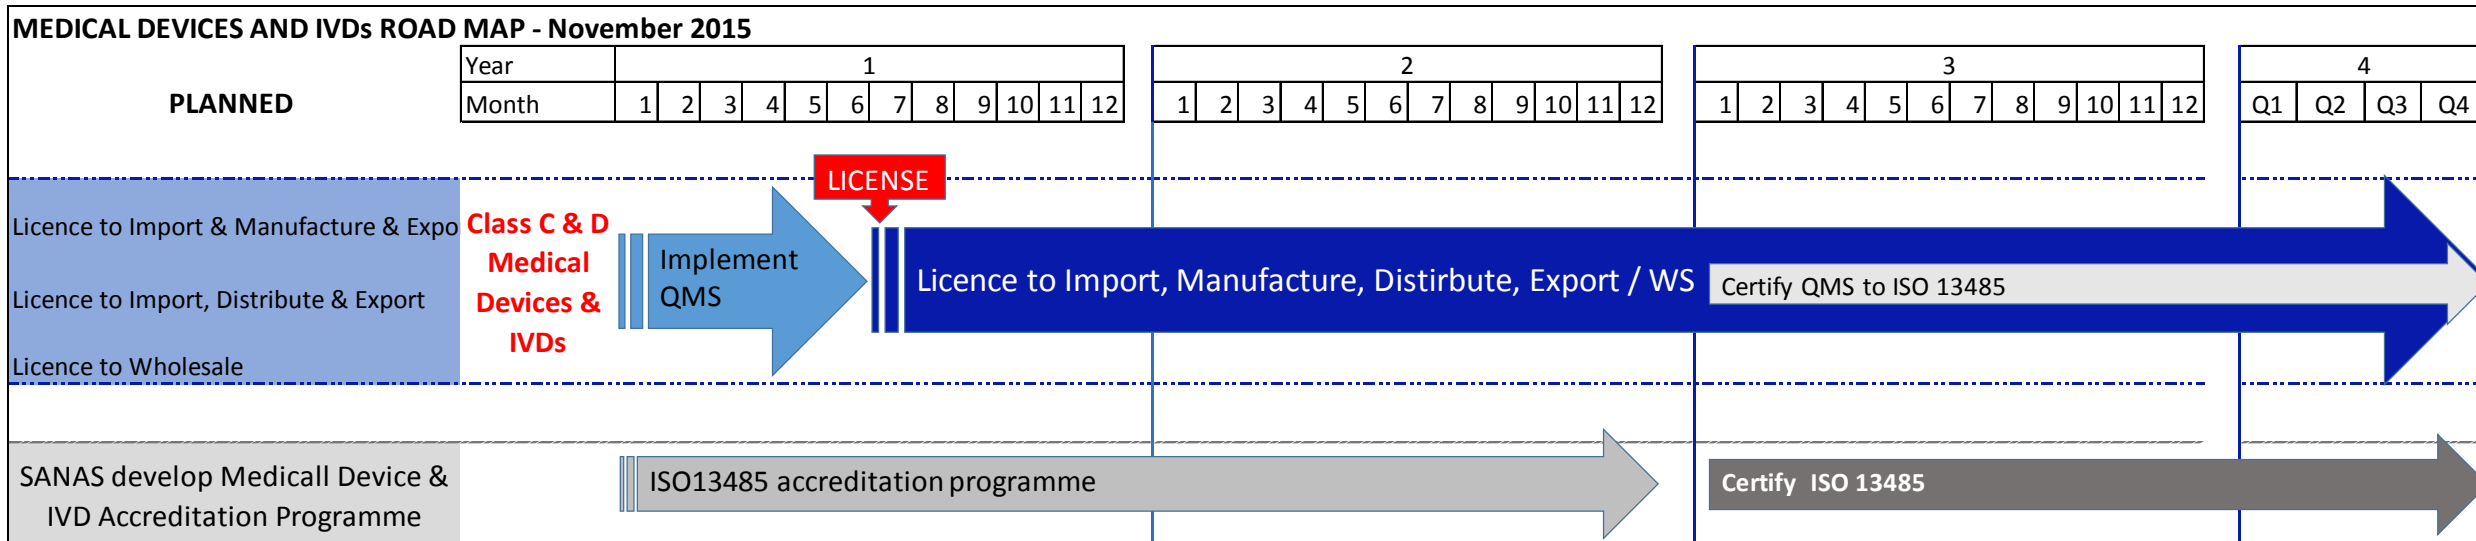 MEDICAL DEVICES AND IVDs ROAD MAP - November 2015
Year 1 2 3 4
PLANNED Month 1 2 3 4 5 6 7 8 9 10 11 12 1 2 3 4 5 6 7 8 9 10 11 12 1 2 3 4 5 6 7 8 9 10 11 12 Q1 Q2 Q3 Q4
LICENSE
Licence to Import & Manufacture & Expo
Licence to Import, Distribute & Export
Licence to Wholesale
Class C & D
Medical
Devices &
IVDs
Implement
QMS
Licence to Import, Manufacture, Distirbute, Export / WS
Certify QMS to ISO 13485
SANAS develop Medicall Device &
IVD Accreditation Programme
ISO13485 accreditation programme
Certify ISO 13485